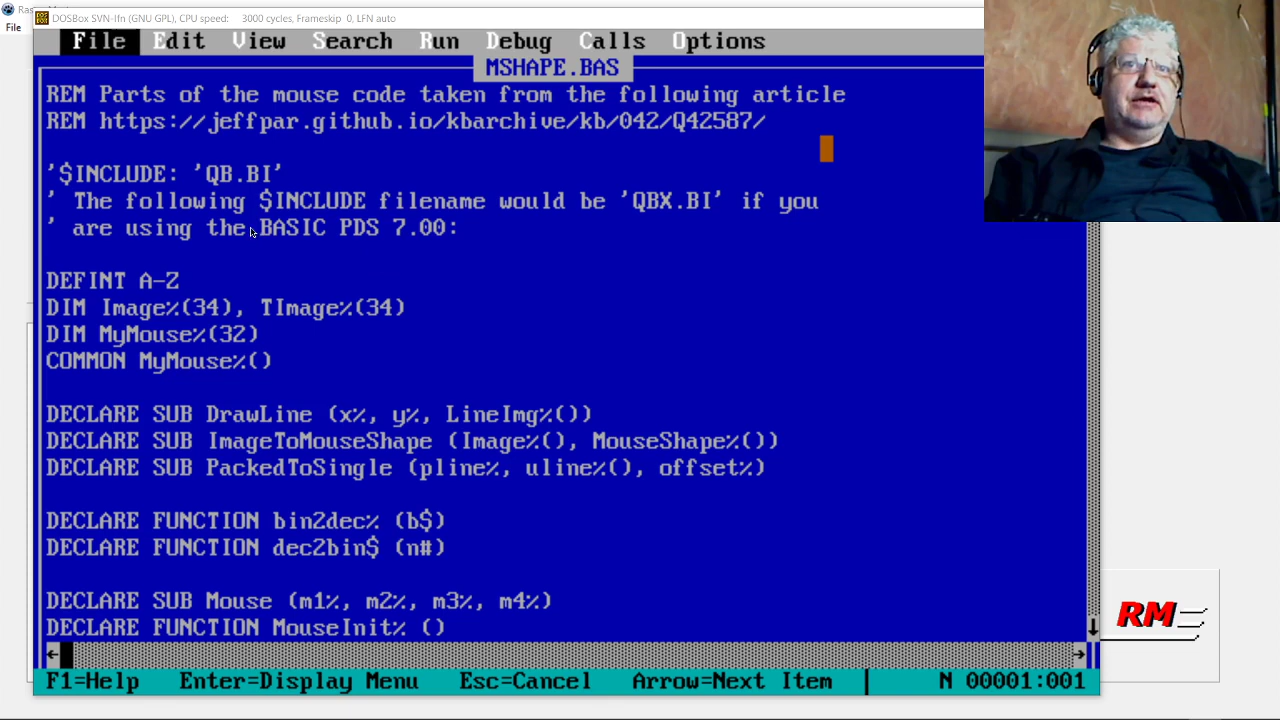 Ras
File
DOSBox SVN-lfn (GNU GPL), CPU speed: 3000 cycles, Frameskip 0, LFN auto
File Edit View Search Run Debug Calls Options
MSHAPE.BAS
REM Parts of the mouse code taken from the following article
REM https://jeffpar.github.io/kbarchive/kb/042/Q42587/
'$INCLUDE: 'QB.BI'
' The following $INCLUDE filename would be 'QBX.BI' if you
' are using the BASIC PDS 7.00:
DEFINT A-Z
DIM Image%(34), TImage%(34)
DIM MyMouse%(32)
COMMON MyMouse%()
DECLARE SUB DrawLine (x%, y%, LineImg%())
DECLARE SUB ImageToMouseShape (Image%(), MouseShape%())
DECLARE SUB PackedToSingle (pline%, uline%(), offset%)
DECLARE FUNCTION bin2dec% (b$)
DECLARE FUNCTION dec2bin$ (n#)
DECLARE SUB Mouse (m1%, m2%, m3%, m4%)
DECLARE FUNCTION MouseInit% ()
RM
F1=Help Enter=Display Menu Esc=Cancel Arrow=Next Item N 00001:001